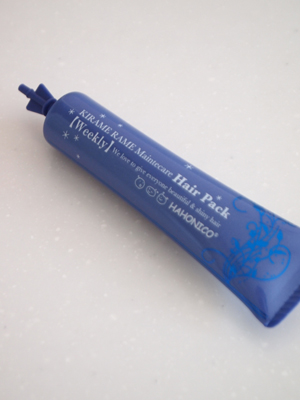 KIRAME RAME Maintecare Hair Pack
【Weekly】 We love to give everyone beautiful & shiny hair
HAHONICO®